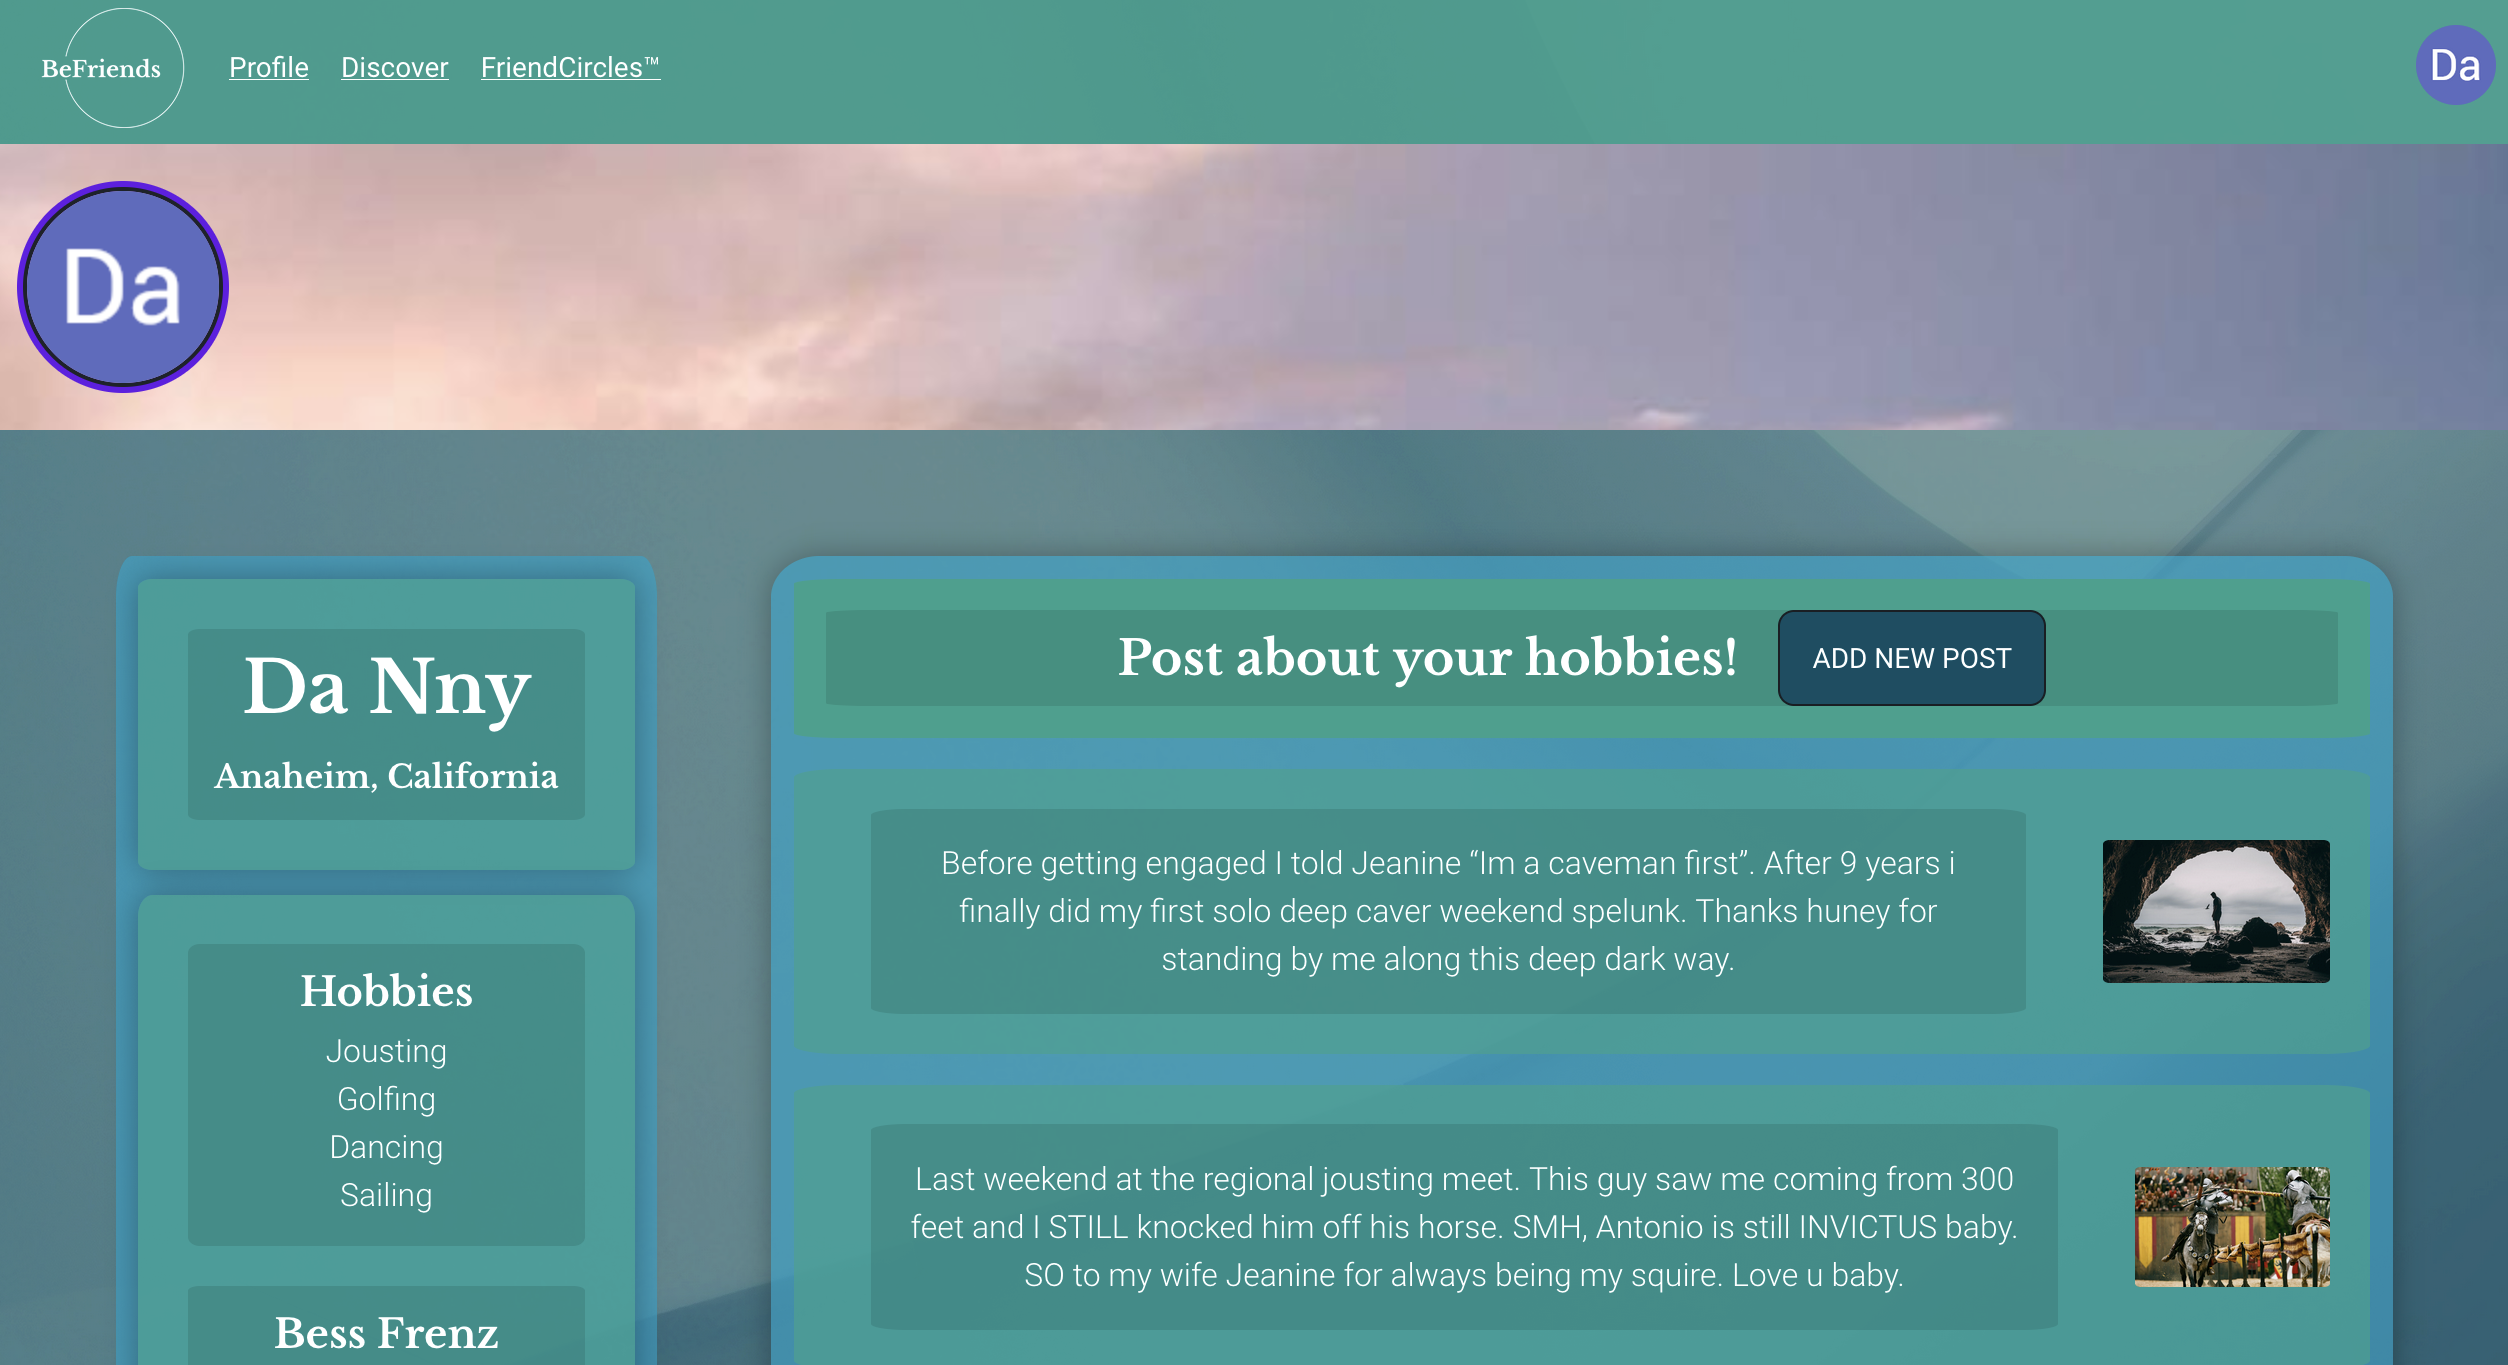 BeFriends
Profile
Discover
FriendCircles™
Da
Da
Da Nny
Anaheim, California
Hobbies
Jousting
Golfing
Dancing
Sailing
Bess Frenz
Post about your hobbies!
ADD NEW POST
Before getting engaged I told Jeanine “Im a caveman first”. After 9 years i
finally did my first solo deep caver weekend spelunk. Thanks huney for
standing by me along this deep dark way.
Last weekend at the regional jousting meet. This guy saw me coming from 300
feet and I STILL knocked him off his horse. SMH, Antonio is still INVICTUS baby.
SO to my wife Jeanine for always being my squire. Love u baby.